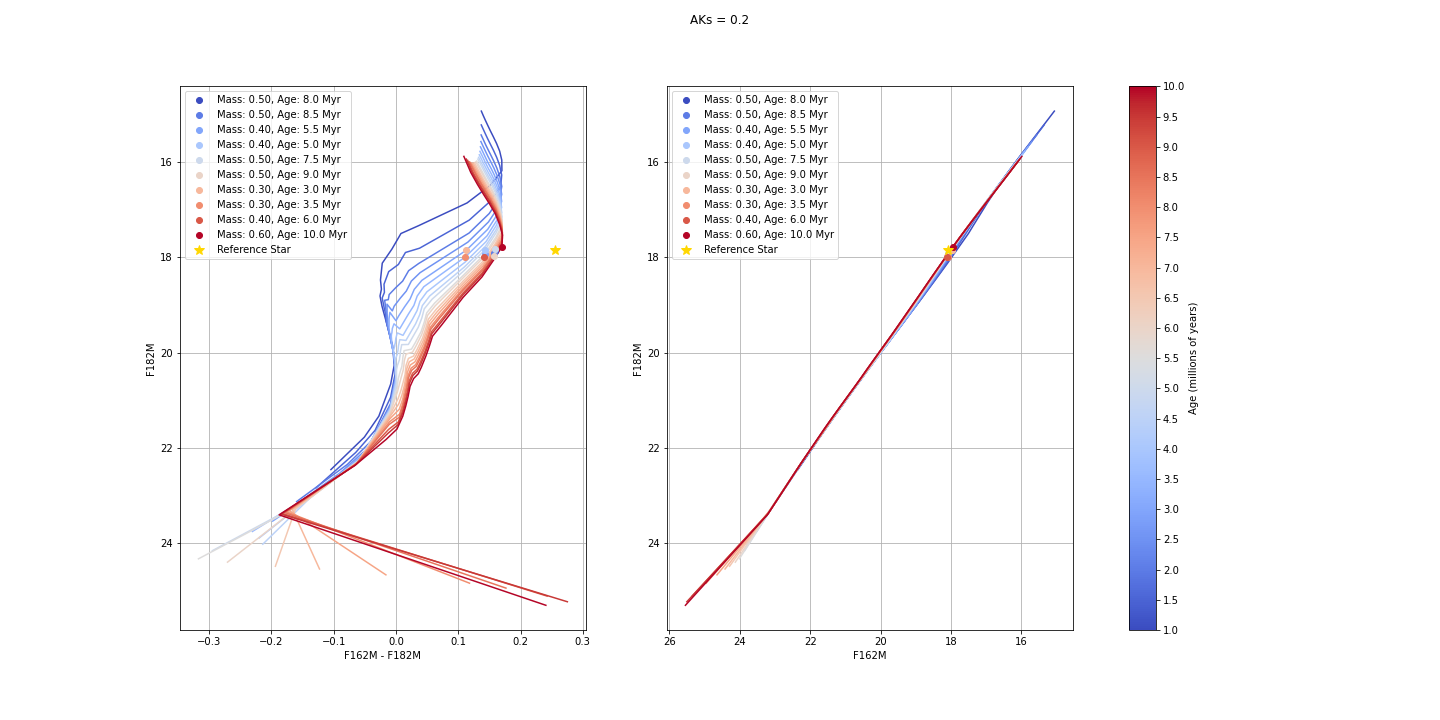 AKs = 0.2
Mass: 0.50, Age: 8.0 Myr
Mass: 0.50, Age: 8.5 Myr
Mass: 0.40, Age: 5.5 Myr
Mass: 0.40, Age: 5.0 Myr
Mass: 0.50, Age: 7.5 Myr
Mass: 0.50, Age: 9.0 Myr
Mass: 0.30, Age: 3.0 Myr
Mass: 0.30, Age: 3.5 Myr
Mass: 0.40, Age: 6.0 Myr
Mass: 0.60, Age: 10.0 Myr
Reference Star
16
18
20
22
24
F182M
−0.3 −0.2 −0.1 0.0 0.1 0.2 0.3
F162M - F182M
Mass: 0.50, Age: 8.0 Myr
Mass: 0.50, Age: 8.5 Myr
Mass: 0.40, Age: 5.5 Myr
Mass: 0.40, Age: 5.0 Myr
Mass: 0.50, Age: 7.5 Myr
Mass: 0.50, Age: 9.0 Myr
Mass: 0.30, Age: 3.0 Myr
Mass: 0.30, Age: 3.5 Myr
Mass: 0.40, Age: 6.0 Myr
Mass: 0.60, Age: 10.0 Myr
Reference Star
16
18
20
22
24
F182M
26 24 22 20 18 16
F162M
10.0
9.5
9.0
8.5
8.0
7.5
7.0
6.5
6.0
5.5
5.0
4.5
4.0
3.5
3.0
2.5
2.0
1.5
1.0
Age (millions of years)